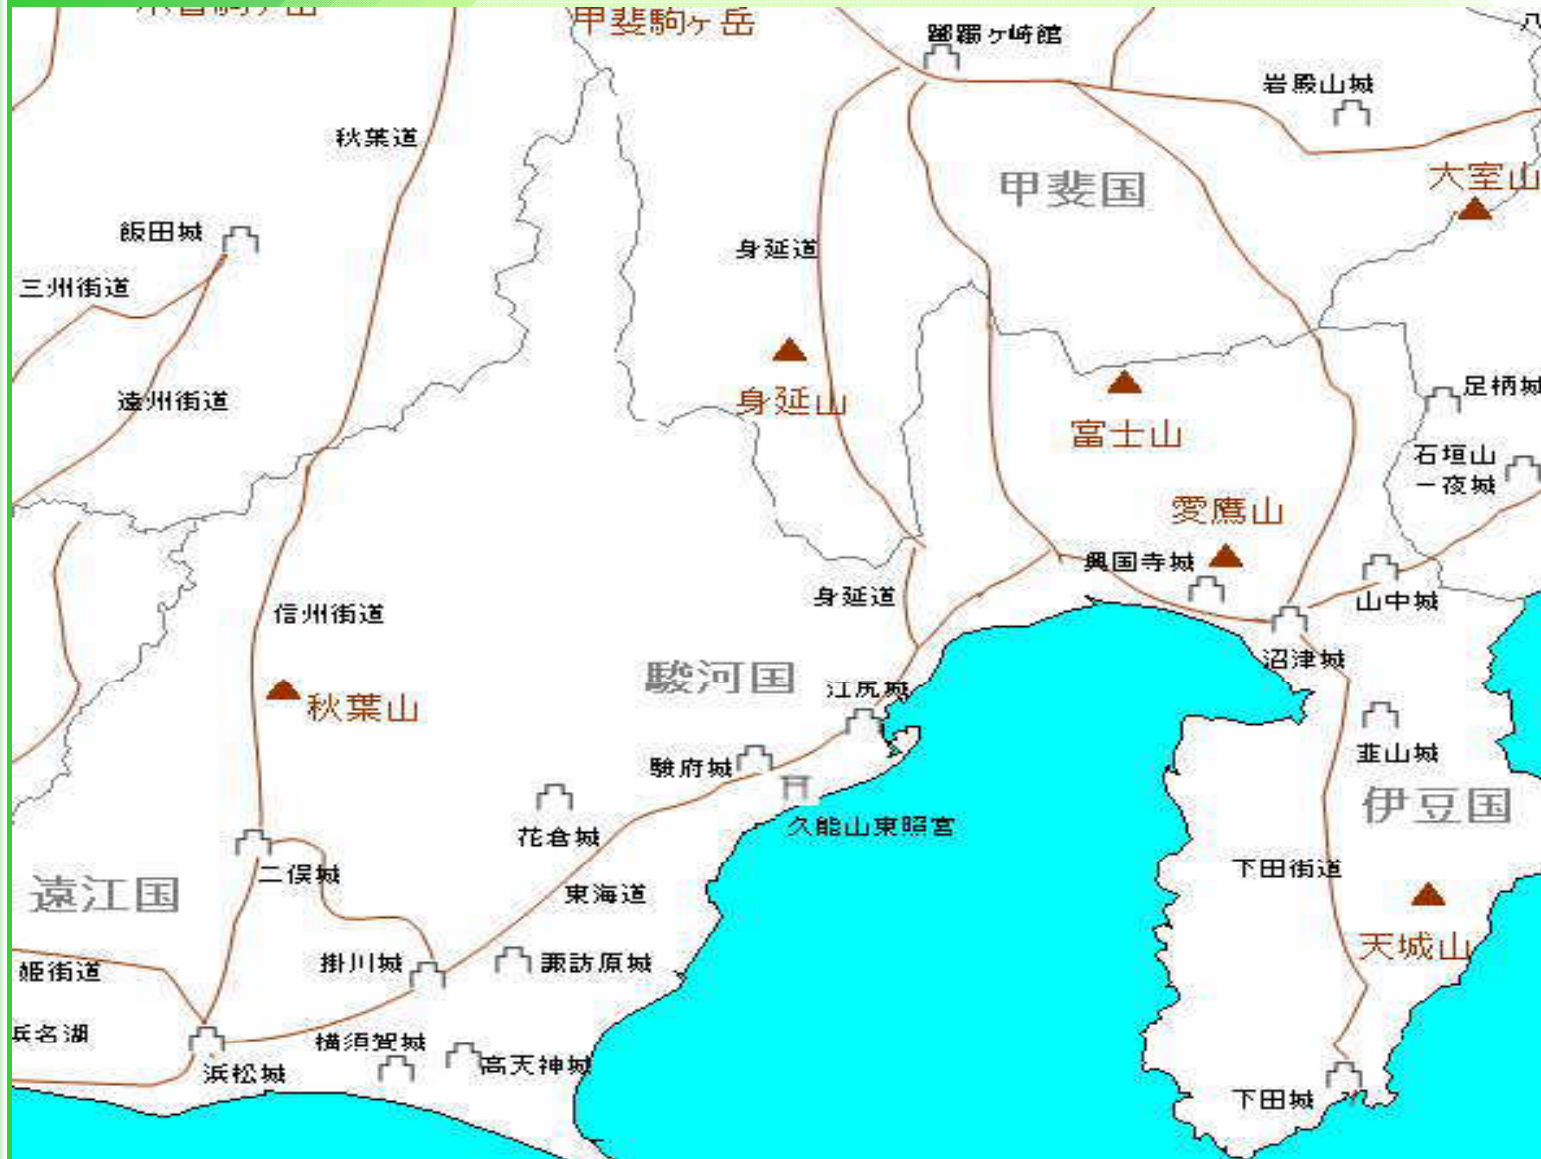 甲斐駒ヶ岳
躑躅ヶ崎館
岩殿山城
秋葉道
甲斐国
大室山
飯田城
身延道
三州街道
身延山
遠州街道
富士山
足柄城
石垣山
一夜城
愛鷹山
興国寺城
身延道
山中城
信州街道
沼津城
駿河国
江尻城
秋葉山
韮山城
駿府城
伊豆国
久能山東照宮
花倉城
二俣城
下田街道
遠江国
東海道
天城山
掛川城
諏訪原城
姫街道
浜名湖
横須賀城
高天神城
浜松城
下田城